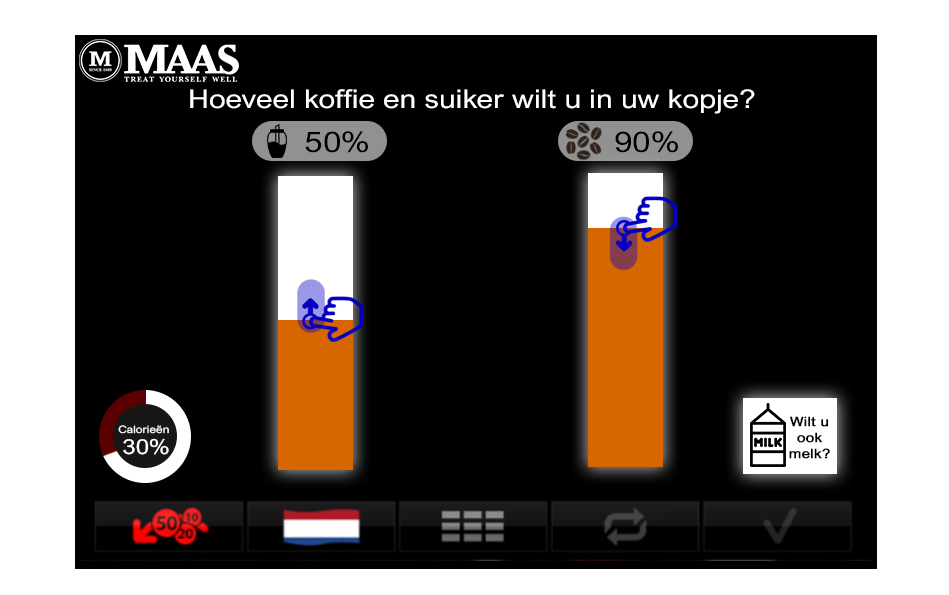 M
SINCE 1889
MAAS
TREAT YOURSELF WELL
Hoeveel koffie en suiker wilt u in uw kopje?
50%
90%
Calorieën
30%
MILK
Wilt u
ook
melk?
50
10
20